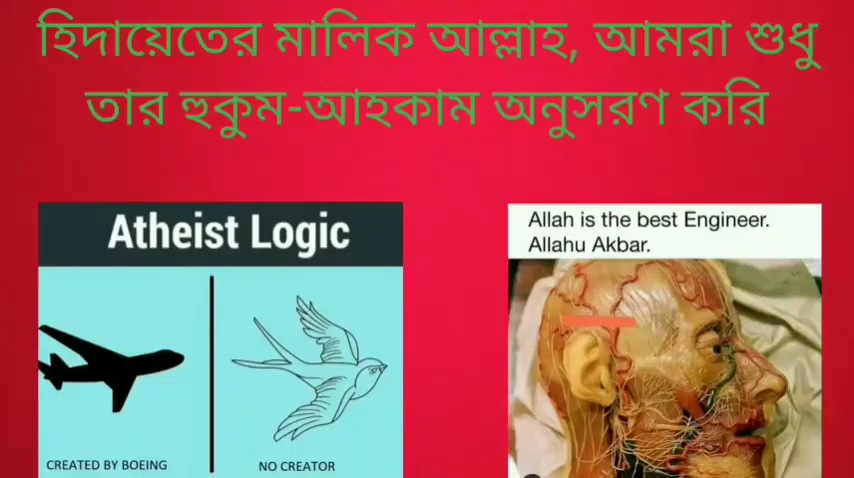 হিদায়েতের মালিক আল্লাহ, আমরা শুধু
তার হুকুম-আহকাম অনুসরণ করি
Atheist Logic
CREATED BY BOEING
NO CREATOR
Allah is the best Engineer.
Allahu Akbar.